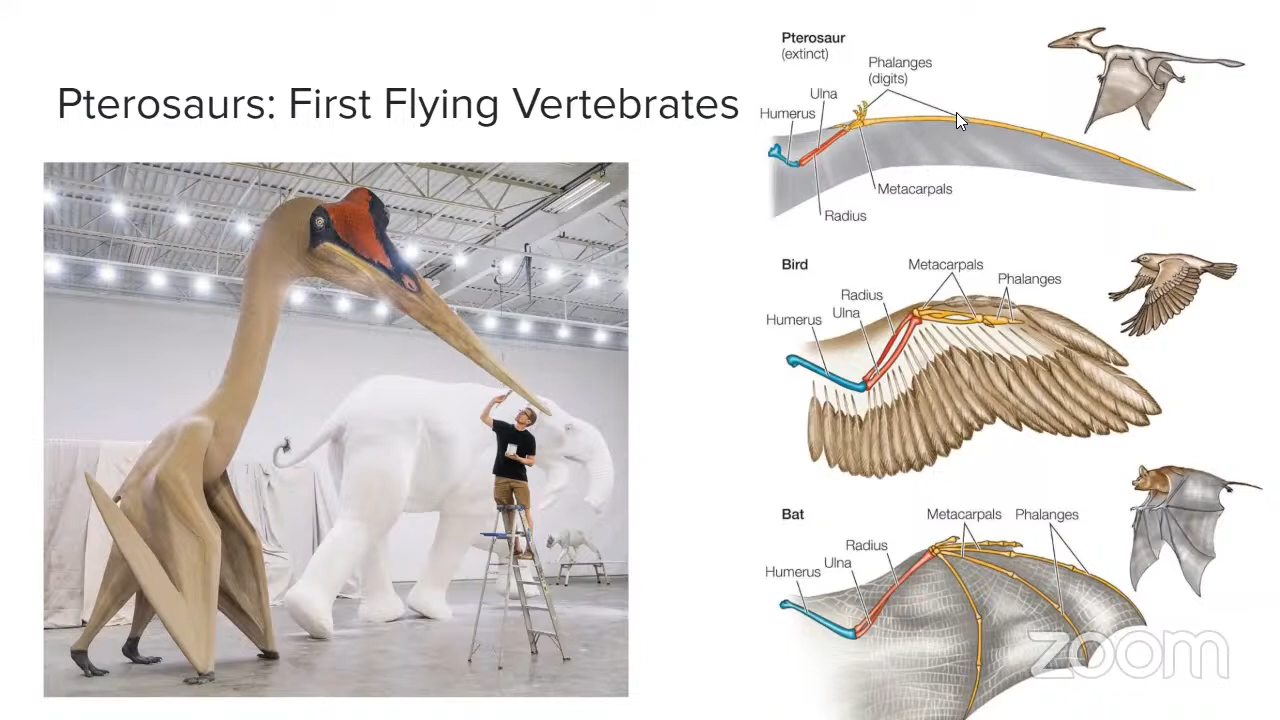 Pterosaurs: First Flying Vertebrates
Pterosaur
(extinct)
Phalanges
(digits)
Ulna
Humerus
Metacarpals
Radius
Bird
Metacarpals
Phalanges
Radius
Ulna
Humerus
Bat
Metacarpals
Phalanges
Radius
Ulna
Humerus
zoom